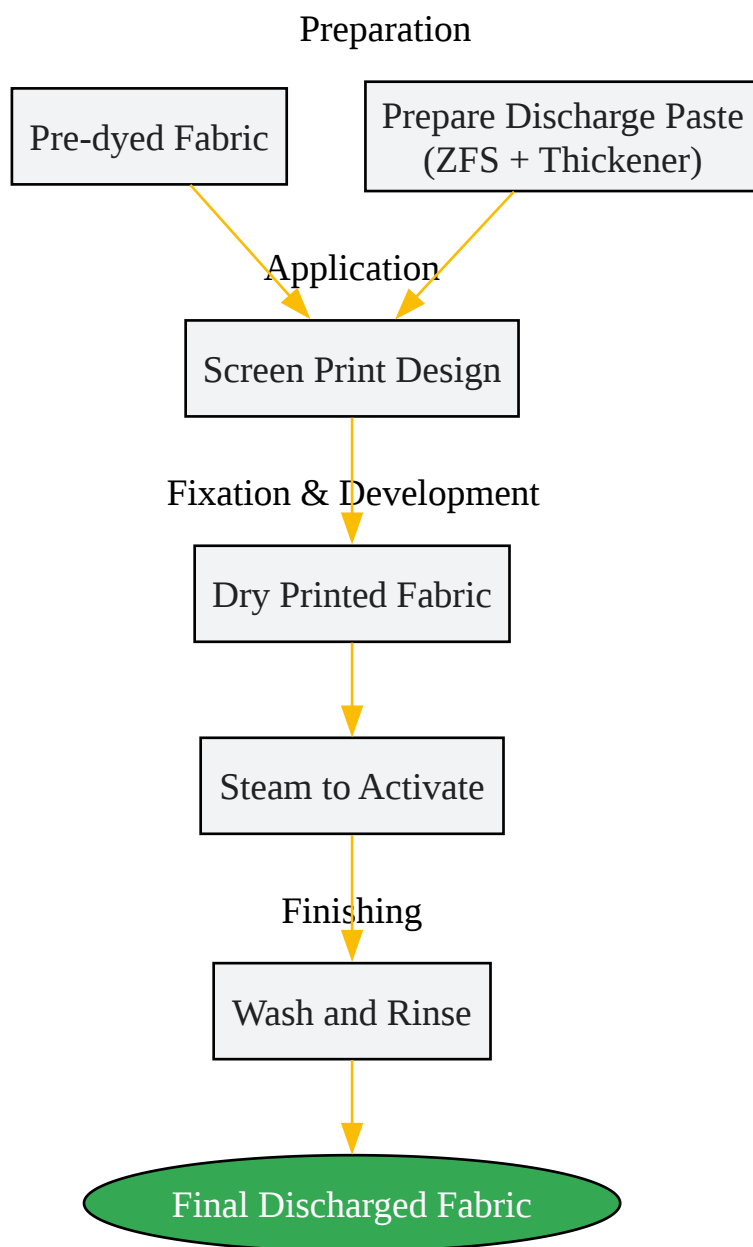 Preparation
Pre-dyed Fabric
Prepare Discharge Paste
(ZFS + Thickener)
Application
Screen Print Design
Fixation & Development
Dry Printed Fabric
Steam to Activate
Finishing
Wash and Rinse
Final Discharged Fabric